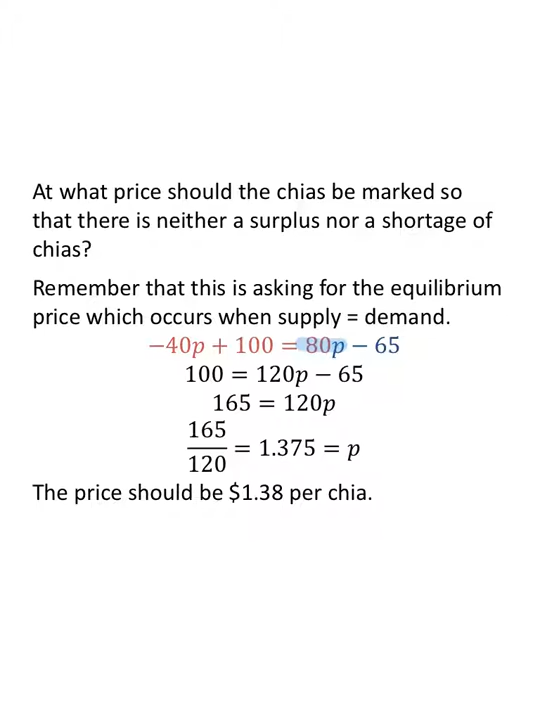 At what price should the chias be marked so
that there is neither a surplus nor a shortage of
chias?
Remember that this is asking for the equilibrium
price which occurs when supply = demand.
−40p + 100 = 80p − 65
100 = 120p − 65
165 = 120p
165/120 = 1.375 = p
The price should be $1.38 per chia.